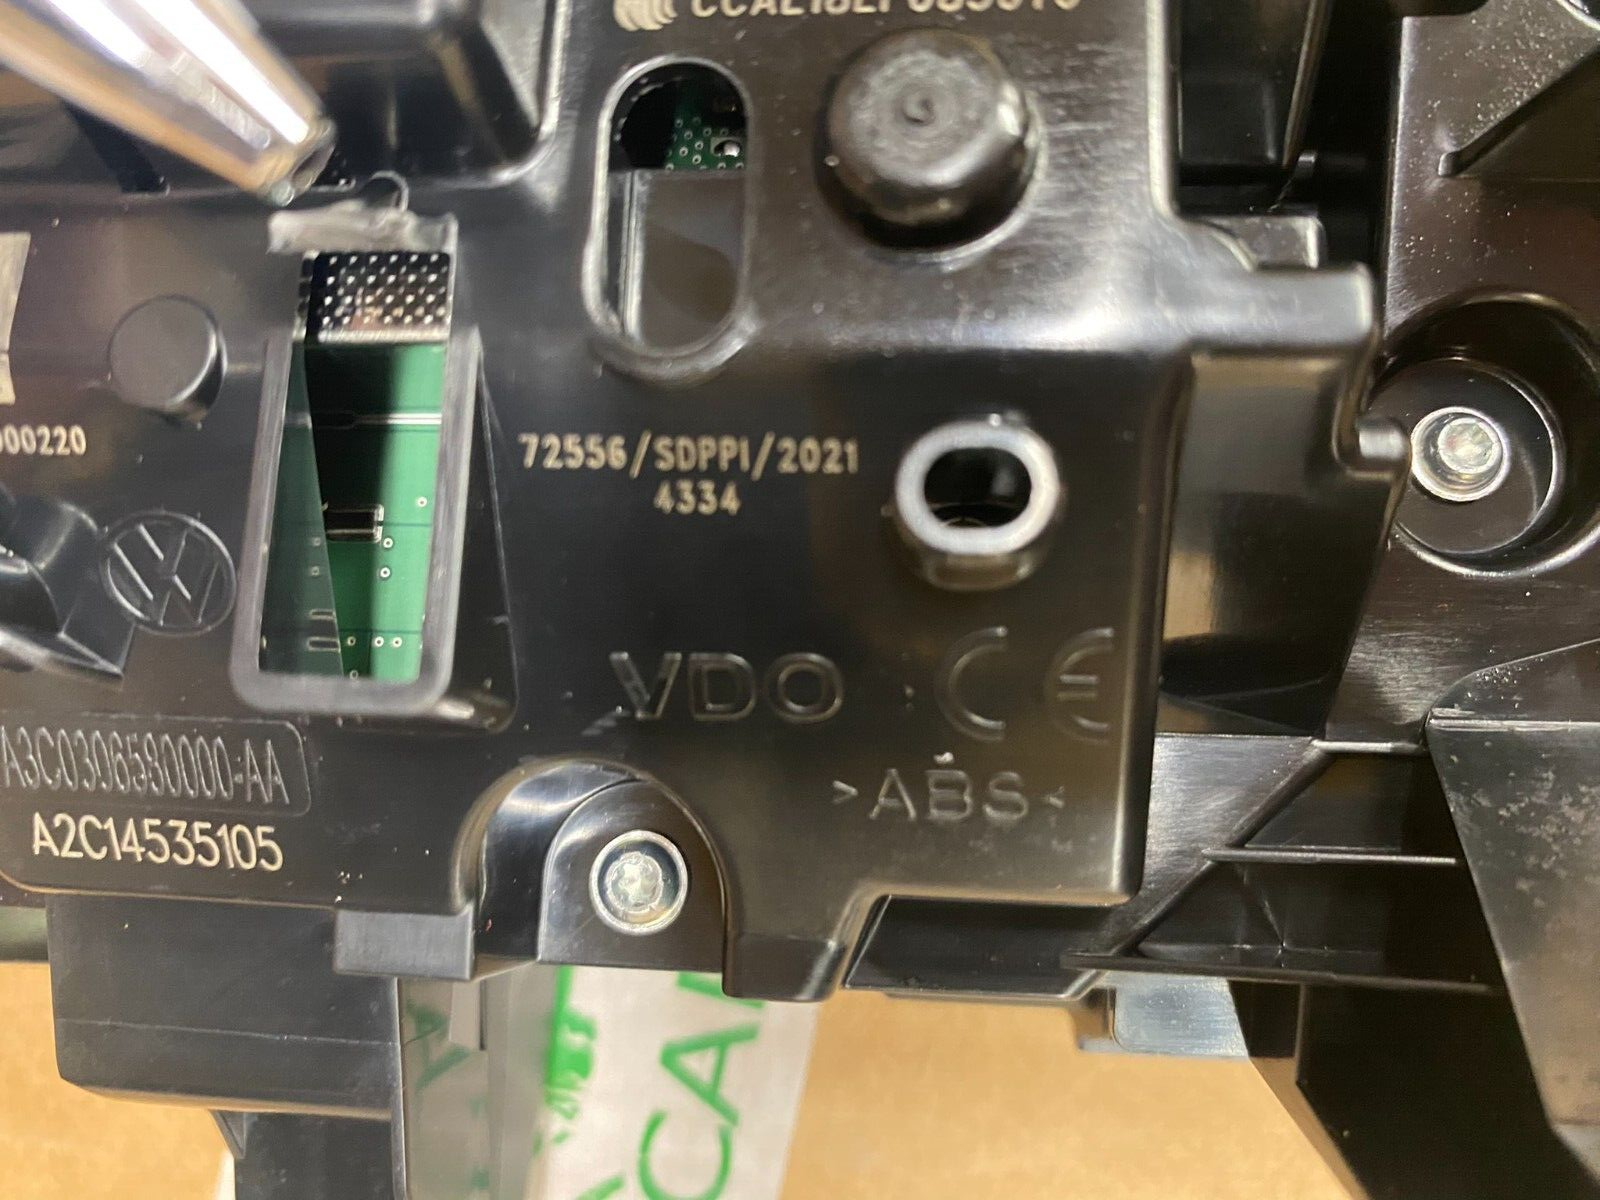 72556/SDPPI/2021
4334
VDO CE
>ABS<
A3C0306580000-AA
A2C14535105